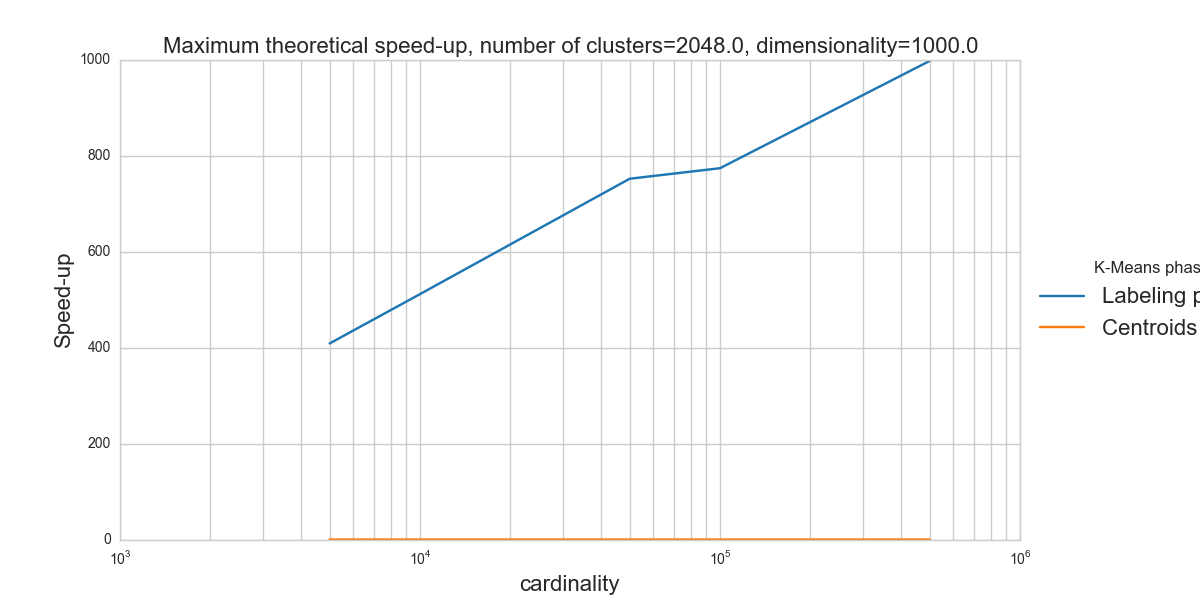 Maximum theoretical speed-up, number of clusters=2048.0, dimensionality=1000.0
1000
800
600
400
200
0
Speed-up
10³
10⁴
10⁵
10⁶
cardinality
K-Means phas
Labeling p
Centroids